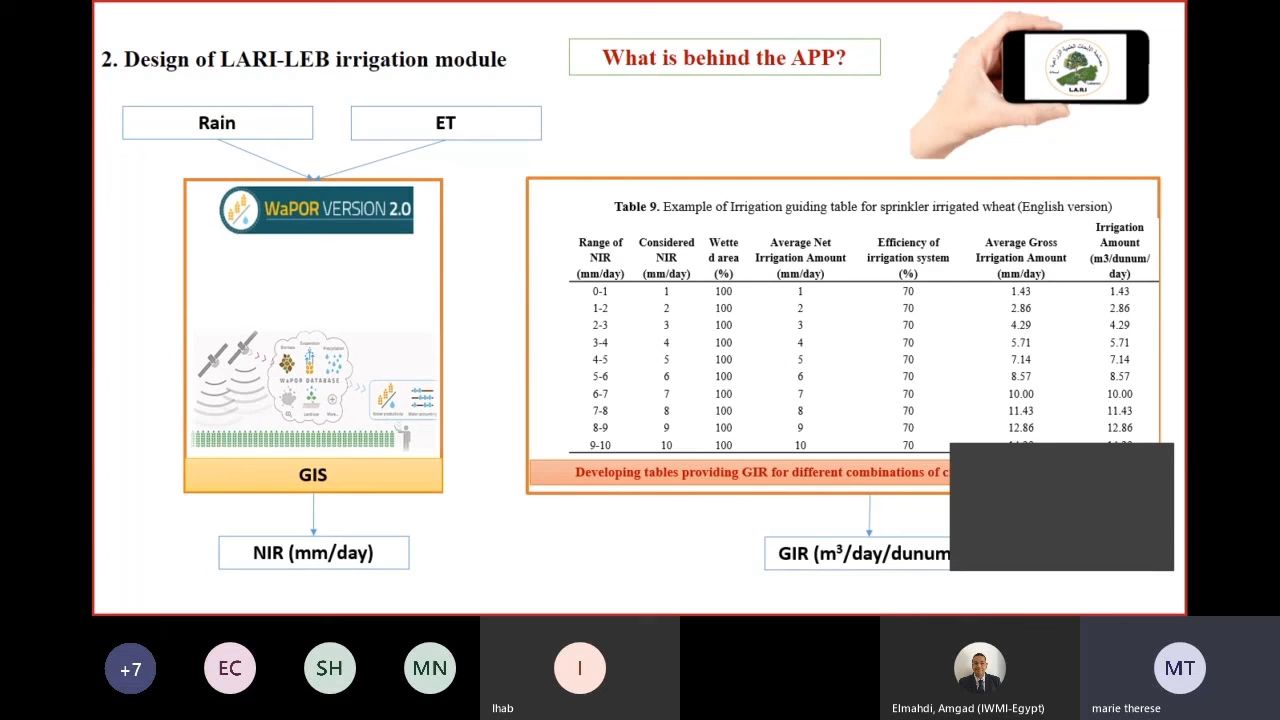 2. Design of LARI-LEB irrigation module
What is behind the APP?
L.A.R.I
Rain
ET
WaPOR VERSION 2.0
WaPOR DATABASE
GIS
NIR (mm/day)
Table 9. Example of Irrigation guiding table for sprinkler irrigated wheat (English version)
Range of NIR (mm/day) Considered NIR (mm/day) Wette d area (%) Average Net Irrigation Amount (mm/day) Efficiency of irrigation system (%) Average Gross Irrigation Amount (mm/day) Irrigation Amount (m3/dunum/ day)
0-1 1 100 1 70 1.43 1.43
1-2 2 100 2 70 2.86 2.86
2-3 3 100 3 70 4.29 4.29
3-4 4 100 4 70 5.71 5.71
4-5 5 100 5 70 7.14 7.14
5-6 6 100 6 70 8.57 8.57
6-7 7 100 7 70 10.00 10.00
7-8 8 100 8 70 11.43 11.43
8-9 9 100 9 70 12.86 12.86
9-10 10 100 10 70
Developing tables providing GIR for different combinations of
GIR (m³/day/dunum
+7
EC
SH
MN
I
Ihab
Elmahdi, Amgad (IWMI-Egypt)
MT
marie therese